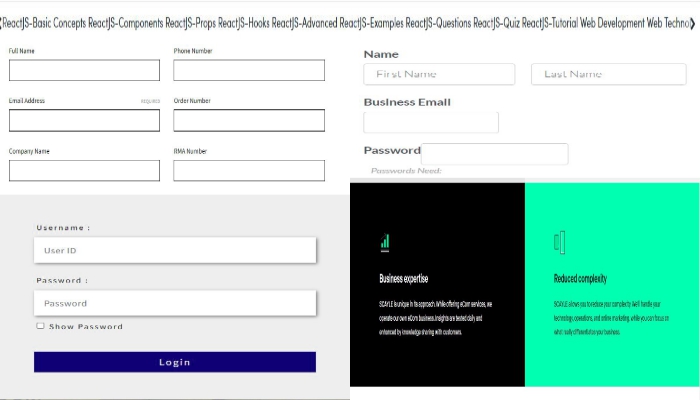 ReactJS-Basic Concepts ReactJS-Components ReactJS-Props ReactJS-Hooks ReactJS-Advanced ReactJS-Examples ReactJS-Questions ReactJS-Quiz ReactJS-Tutorial Web Development Web Techno
Full Name
Phone Number
Email Address
REQUIRED
Order Number
Company Name
RMA Number
Name
First Name
Last Name
Business Email
Password
Passwords Need:
Username :
User ID
Password :
Password
Show Password
Login
Business expertise
SCAYLE is unique in its approach. While offering eCom services, we
operate our own eCom business. Insights are tested daily and
enhanced by knowledge sharing with customers.
Reduced complexity
SCAYLE allows you to reduce your complexity. We'll handle your
technology, operations, and online marketing, while you can focus on
what really differentiates your business.